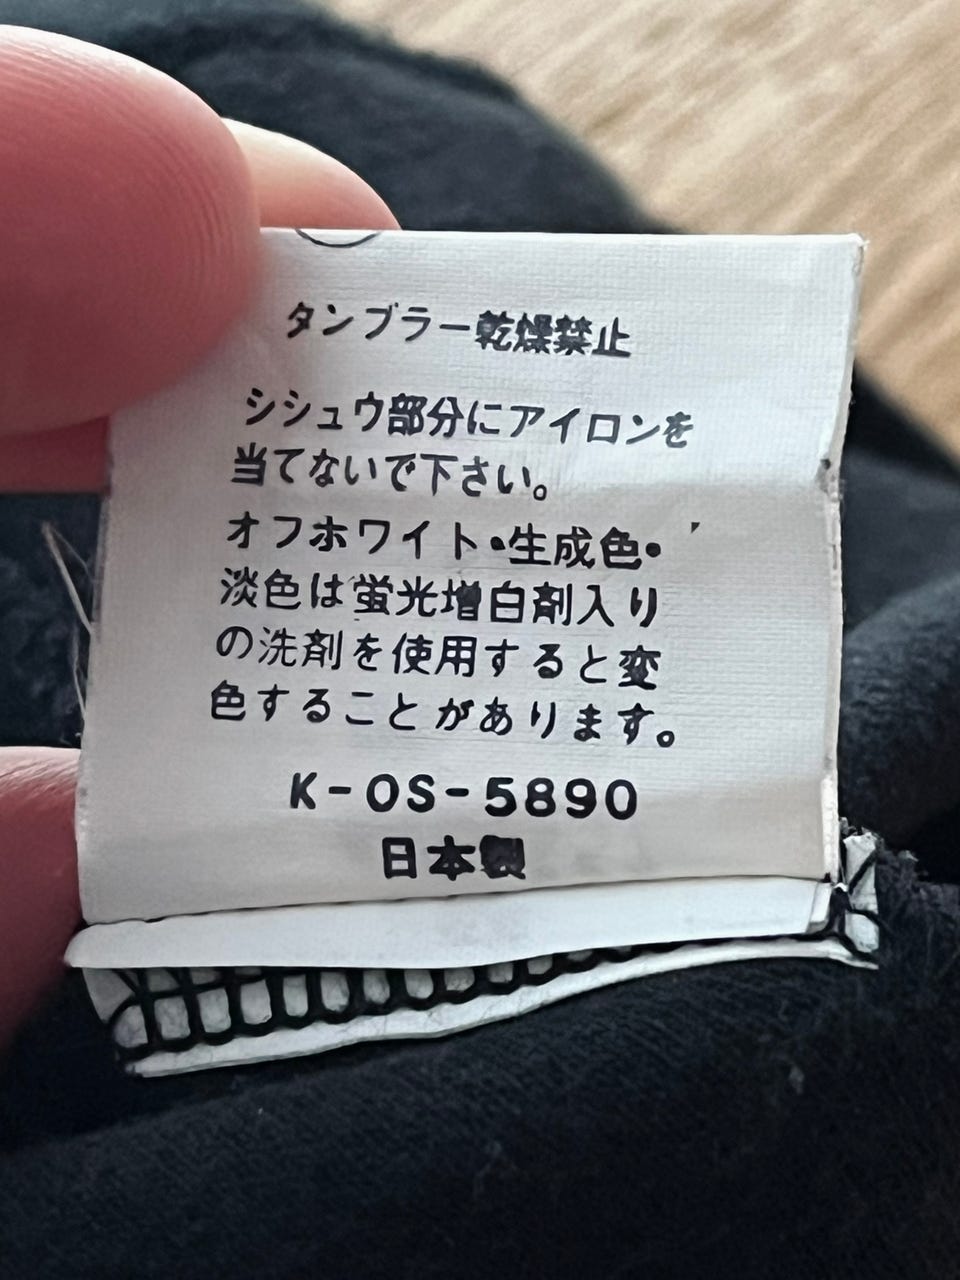 タンブラー乾燥禁止
シシュウ部分にアイロンを
当てないで下さい。
オフホワイト•生成色•
淡色は蛍光増白剤入り
の洗剤を使用すると変
色することがあります。
K-OS-5890
日本製